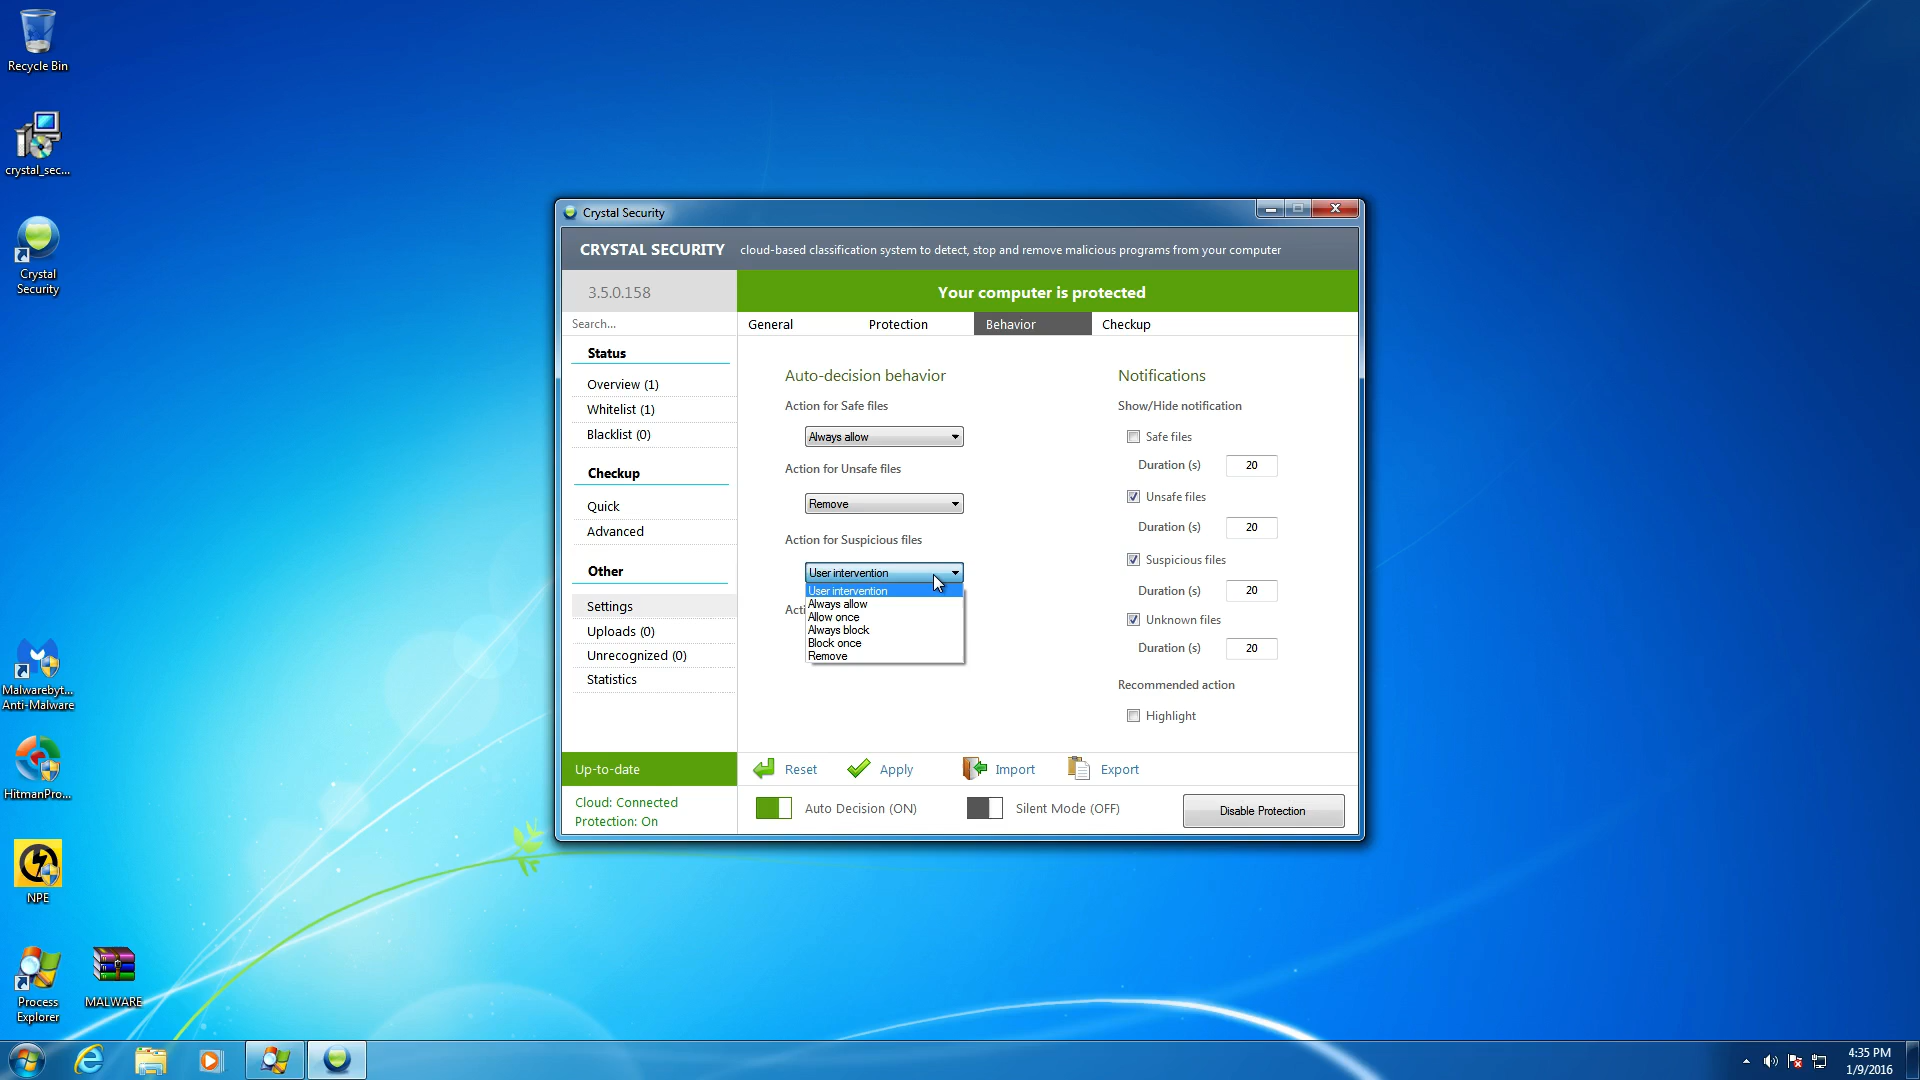 Recycle Bin
crystal_sec...
Crystal
Security
Malwarebyt...
Anti-Malware
HitmanPro...
NPE
Process
Explorer
MALWARE
Crystal Security
CRYSTAL SECURITY
cloud-based classification system to detect, stop and remove malicious programs from your computer
3.5.0.158
Your computer is protected
Search...
General
Protection
Behavior
Checkup
Status
Overview (1)
Whitelist (1)
Blacklist (0)
Checkup
Quick
Advanced
Other
Settings
Uploads (0)
Unrecognized (0)
Statistics
Auto-decision behavior
Action for Safe files
Always allow
Action for Unsafe files
Remove
Action for Suspicious files
User intervention
User intervention
Always allow
Allow once
Always block
Block once
Remove
Acti
Notifications
Show/Hide notification
Safe files
Duration (s)
20
Unsafe files
Duration (s)
20
Suspicious files
Duration (s)
20
Unknown files
Duration (s)
20
Recommended action
Highlight
Up-to-date
Reset
Apply
Import
Export
Cloud: Connected
Protection: On
Auto Decision (ON)
Silent Mode (OFF)
Disable Protection
4:35 PM
1/9/2016